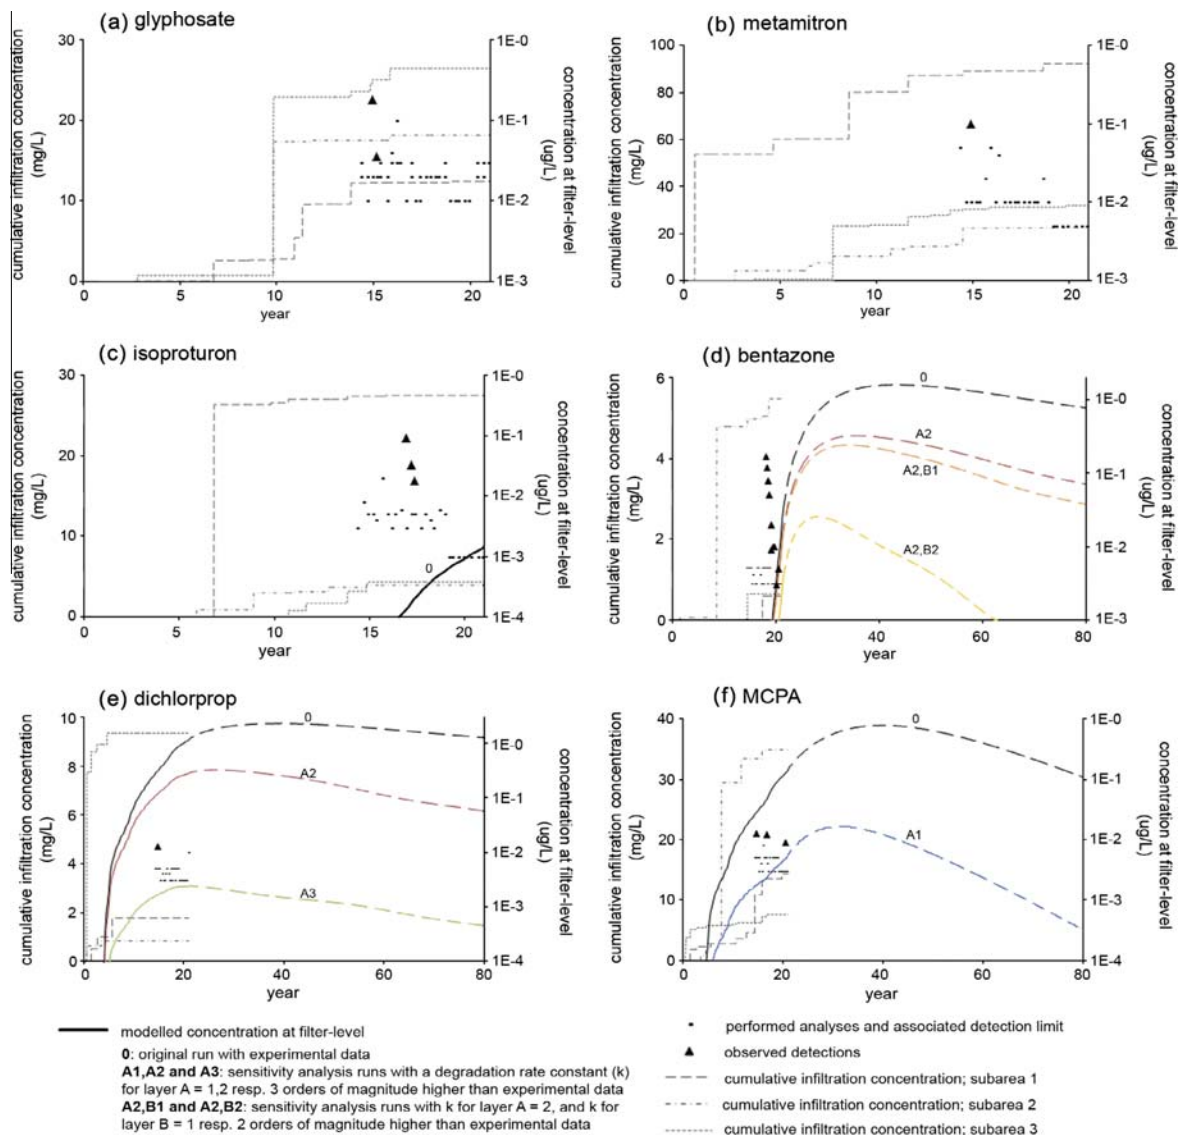 (a) glyphosate
cumulative infiltration concentration
(mg/L)
30
20
10
0
0 5 10 15 20
year
1E-0
1E-1
1E-2
1E-3
concentration at filter-level
(ug/L)
(b) metamitron
cumulative infiltration concentration
(mg/L)
100
80
60
40
20
0
0 5 10 15 20
year
1E-0
1E-1
1E-2
1E-3
concentration at filter-level
(ug/L)
(c) isoproturon
cumulative infiltration concentration
(mg/L)
30
20
10
0
0 5 10 15 20
year
0
1E-0
1E-1
1E-2
1E-3
1E-4
concentration at filter-level
(ug/L)
(d) bentazone
cumulative infiltration concentration
(mg/L)
6
4
2
0
0 20 40 60 80
year
0
A2
A2,B1
A2,B2
1E-0
1E-1
1E-2
1E-3
concentration at filter-level
(ug/L)
(e) dichlorprop
cumulative infiltration concentration
(mg/L)
10
8
6
4
2
0
0 20 40 60 80
year
0
A2
A3
1E-0
1E-1
1E-2
1E-3
1E-4
concentration at filter-level
(ug/L)
(f) MCPA
cumulative infiltration concentration
(mg/L)
40
30
20
10
0
0 20 40 60 80
year
0
A1
1E-0
1E-1
1E-2
1E-3
1E-4
concentration at filter-level
(ug/L)
modelled concentration at filter-level
0: original run with experimental data
A1,A2 and A3: sensitivity analysis runs with a degradation rate constant (k)
for layer A = 1,2 resp. 3 orders of magnitude higher than experimental data
A2,B1 and A2,B2: sensitivity analysis runs with k for layer A = 2, and k for
layer B = 1 resp. 2 orders of magnitude higher than experimental data
performed analyses and associated detection limit
observed detections
cumulative infiltration concentration; subarea 1
cumulative infiltration concentration; subarea 2
cumulative infiltration concentration; subarea 3